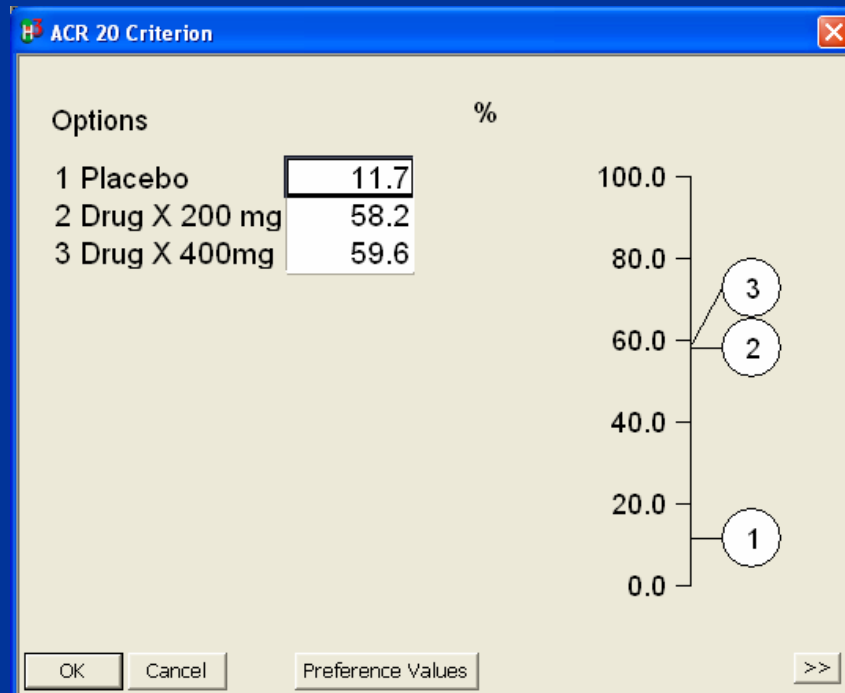 H3 ACR 20 Criterion
Options %
1 Placebo 11.7
2 Drug X 200 mg 58.2
3 Drug X 400mg 59.6
100.0
80.0
3
60.0
2
40.0
20.0
1
0.0
OK Cancel Preference Values >>